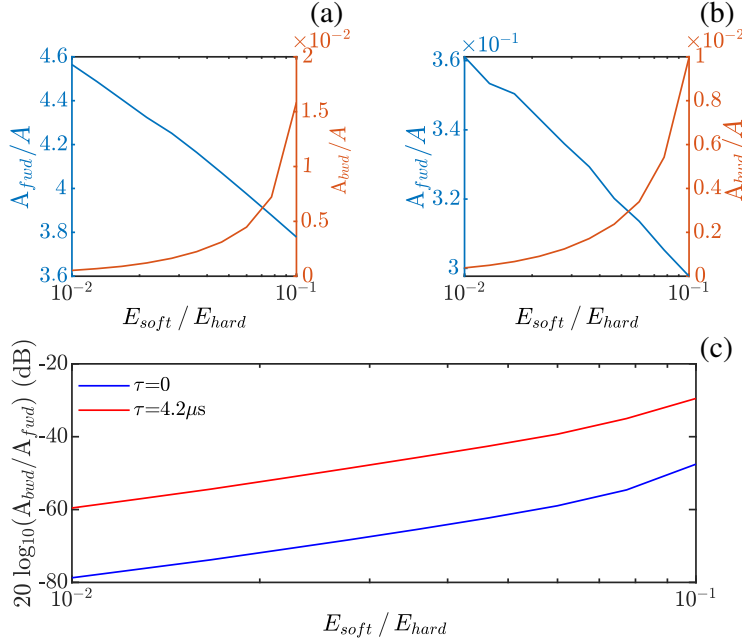 (a)
×10⁻²
A_fwd/A
4.6
4.4
4.2
4
3.8
3.6
2
1.5
1
0.5
0
A_bwd/A
10⁻² 10⁻¹
E_soft / E_hard
(b)
×10⁻¹
×10⁻²
A_fwd/A
3.6
3.4
3.2
3
1
0.8
0.6
0.4
0.2
0
A_bwd/A
10⁻² 10⁻¹
E_soft / E_hard
(c)
20 log₁₀(A_bwd/A_fwd) (dB)
-20
-40
-60
-80
τ=0
τ=4.2μs
10⁻² 10⁻¹
E_soft / E_hard